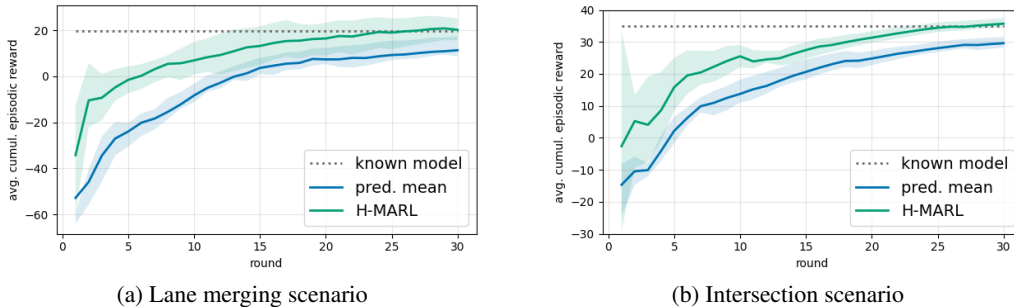 avg. cumul. episodic reward
20
0
−20
−40
−60
known model
pred. mean
H-MARL
0 5 10 15 20 25 30
round
(a) Lane merging scenario
avg. cumul. episodic reward
40
30
20
10
0
−10
−20
−30
known model
pred. mean
H-MARL
0 5 10 15 20 25 30
round
(b) Intersection scenario